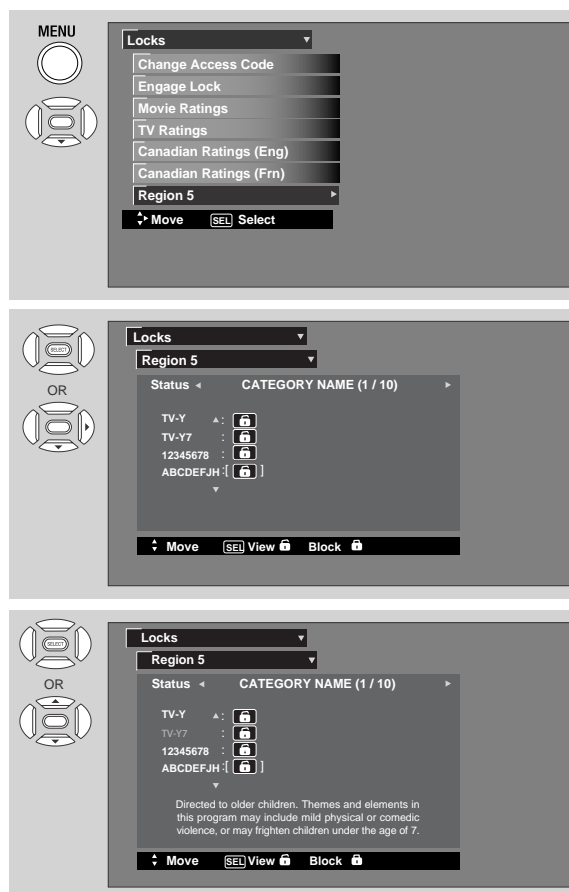 MENU
Locks
Change Access Code
Engage Lock
Movie Ratings
TV Ratings
Canadian Ratings (Eng)
Canadian Ratings (Frn)
Region 5
Move SEL Select
SELECT
OR
Locks
Region 5
Status CATEGORY NAME (1 / 10)
TV-Y :
TV-Y7 :
12345678 :
ABCDEFJH :[ ]
Move SEL View Block
SELECT
OR
Locks
Region 5
Status CATEGORY NAME (1 / 10)
TV-Y :
TV-Y7 :
12345678 :
ABCDEFJH :[ ]
Directed to older children. Themes and elements in
this program may include mild physical or comedic
violence, or may frighten children under the age of 7.
Move SEL View Block